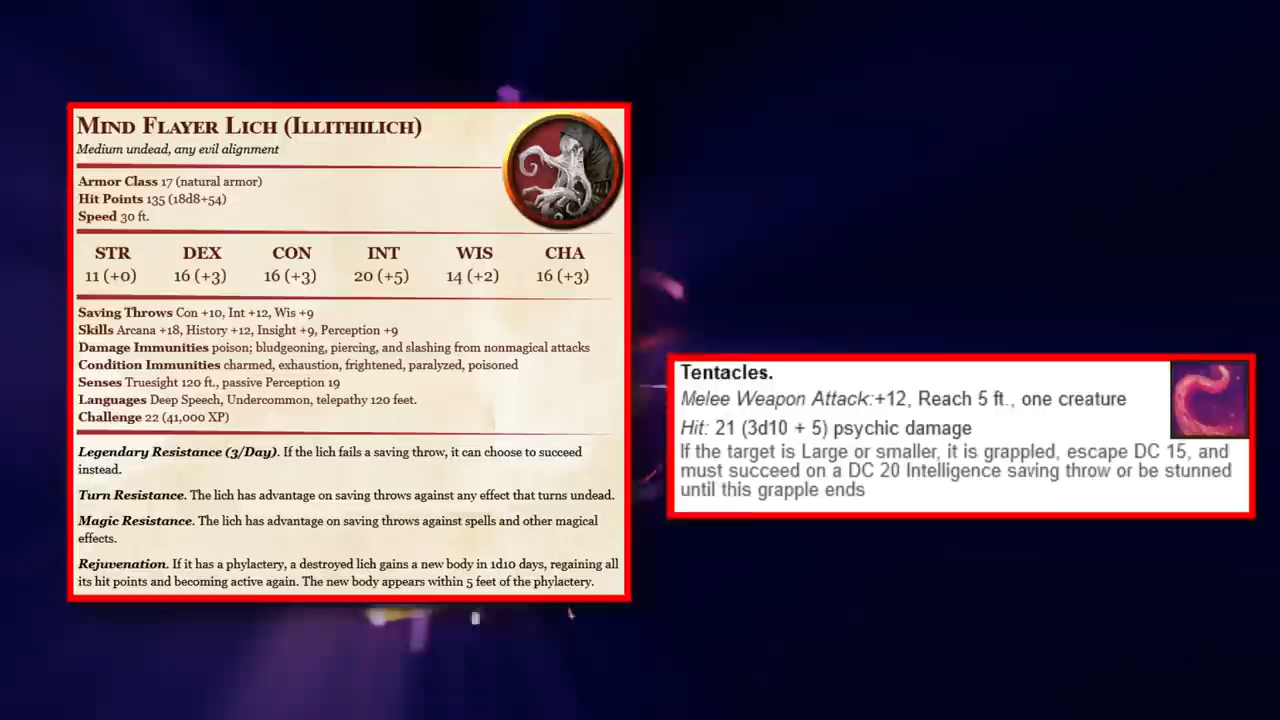 Mind Flayer Lich (Illithilich)
Medium undead, any evil alignment
Armor Class 17 (natural armor)
Hit Points 135 (18d8+54)
Speed 30 ft.
STR DEX CON INT WIS CHA
11 (+0) 16 (+3) 16 (+3) 20 (+5) 14 (+2) 16 (+3)
Saving Throws Con +10, Int +12, Wis +9
Skills Arcana +18, History +12, Insight +9, Perception +9
Damage Immunities poison; bludgeoning, piercing, and slashing from nonmagical attacks
Condition Immunities charmed, exhaustion, frightened, paralyzed, poisoned
Senses Truesight 120 ft., passive Perception 19
Languages Deep Speech, Undercommon, telepathy 120 feet.
Challenge 22 (41,000 XP)
Legendary Resistance (3/Day). If the lich fails a saving throw, it can choose to succeed
instead.
Turn Resistance. The lich has advantage on saving throws against any effect that turns undead.
Magic Resistance. The lich has advantage on saving throws against spells and other magical
effects.
Rejuvenation. If it has a phylactery, a destroyed lich gains a new body in 1d10 days, regaining all
its hit points and becoming active again. The new body appears within 5 feet of the phylactery.
Tentacles.
Melee Weapon Attack:+12, Reach 5 ft., one creature
Hit: 21 (3d10 + 5) psychic damage
If the target is Large or smaller, it is grappled, escape DC 15, and
must succeed on a DC 20 Intelligence saving throw or be stunned
until this grapple ends